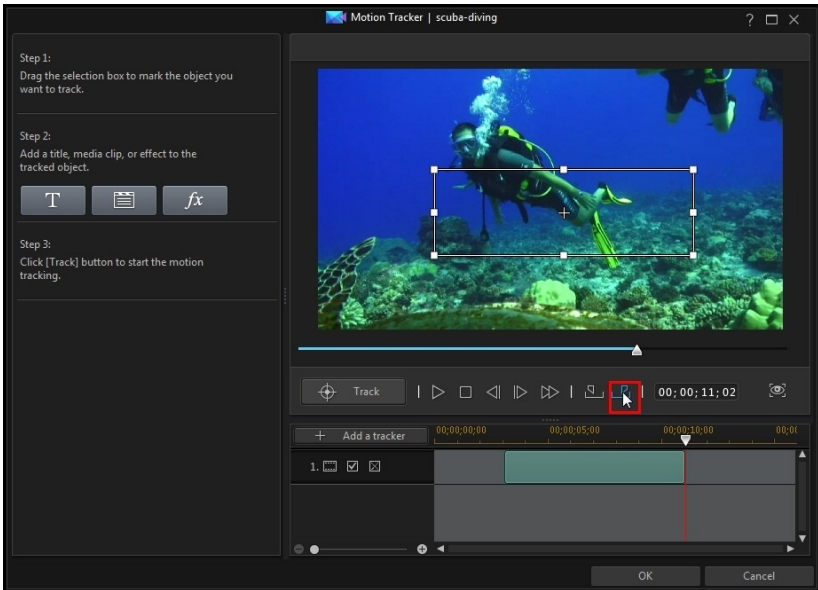 Motion Tracker | scuba-diving
Step 1:
Drag the selection box to mark the object you
want to track.
Step 2:
Add a title, media clip, or effect to the
tracked object.
T fx
Step 3:
Click [Track] button to start the motion
tracking.
Track
00;00;11;02
+ Add a tracker
00;00;00;00 00;00;05;00 00;00;10;00
1.
OK Cancel